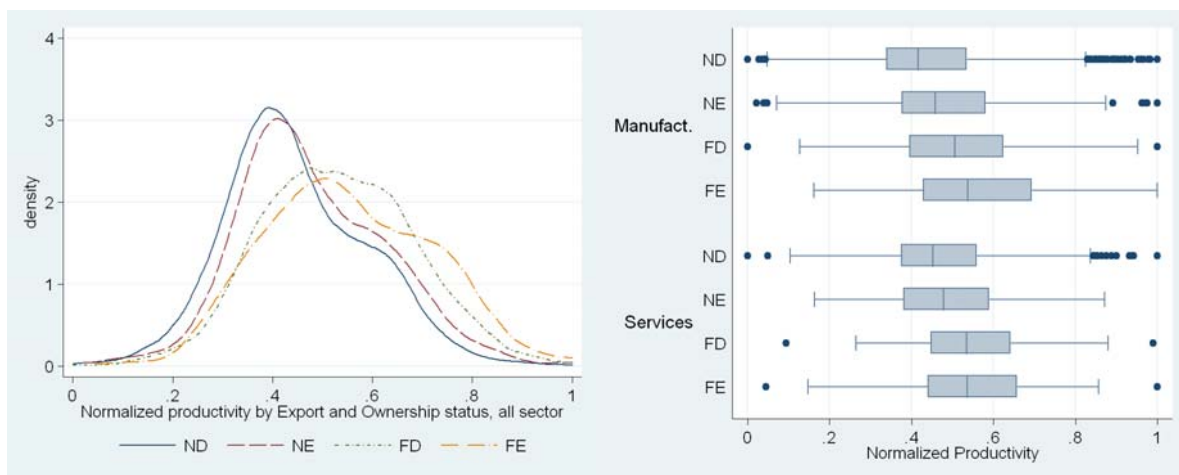 density
4
3
2
1
0
0 .2 .4 .6 .8 1
Normalized productivity by Export and Ownership status, all sector
ND NE FD FE
Manufact.
ND
NE
FD
FE
Services
ND
NE
FD
FE
0 .2 .4 .6 .8 1
Normalized Productivity